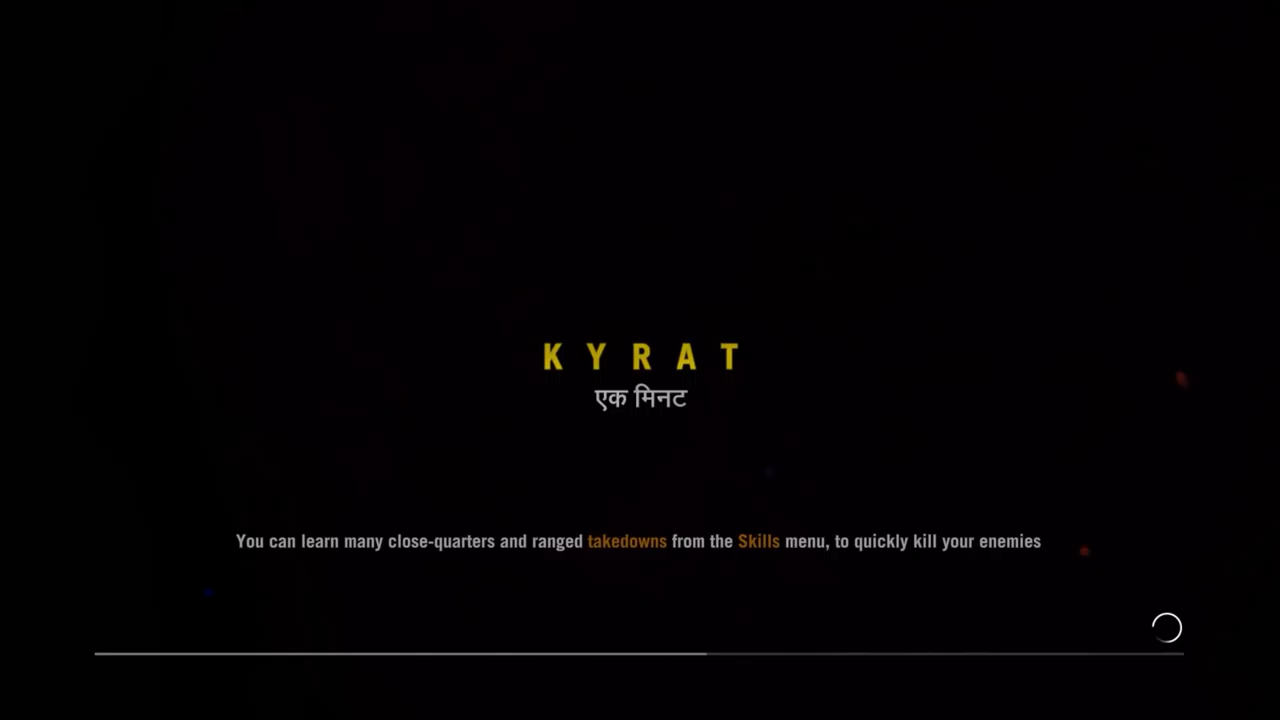 KYRAT
एक मिनट
You can learn many close-quarters and ranged takedowns from the Skills menu, to quickly kill your enemies